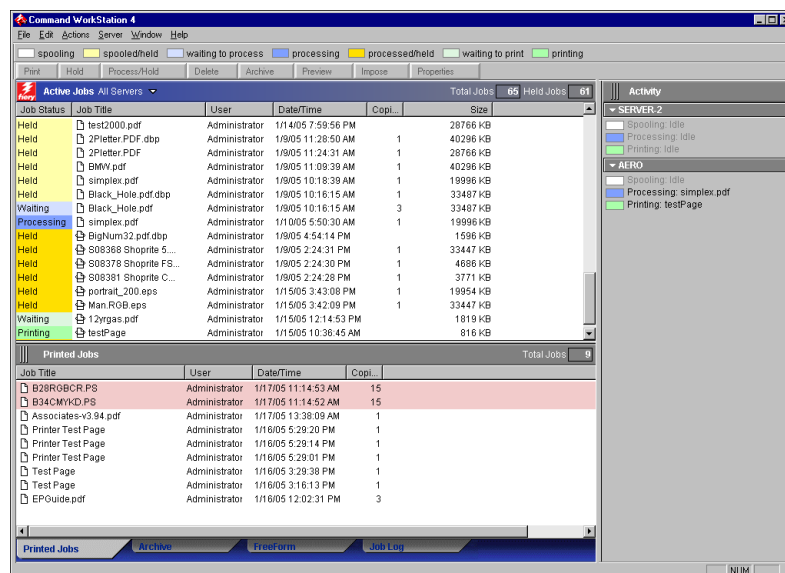 Command WorkStation 4
File Edit Actions Server Window Help
spooling spooled/held waiting to process processing processed/held waiting to print printing
Print Hold Process/Hold Delete Archive Preview Impose Properties
fiery Active Jobs All Servers Total Jobs 65 Held Jobs 61
Job Status Job Title User Date/Time Copi... Size
Held test2000.pdf Administrator 1/14/05 7:59:56 PM 28766 KB
Held 2Pletter.PDF.dbp Administrator 1/9/05 11:28:50 AM 1 40296 KB
Held 2Pletter.PDF Administrator 1/9/05 11:24:31 AM 1 28766 KB
Held BMW.pdf Administrator 1/9/05 11:09:39 AM 1 40296 KB
Held simplex.pdf Administrator 1/9/05 10:18:39 AM 1 19996 KB
Held Black_Hole.pdf.dbp Administrator 1/9/05 10:16:15 AM 1 33487 KB
Waiting Black_Hole.pdf Administrator 1/9/05 10:16:15 AM 3 33487 KB
Processing simplex.pdf Administrator 1/10/05 5:50:30 AM 1 19996 KB
Held BigNum32.pdf.dbp Administrator 1/9/05 4:54:14 PM 1596 KB
Held S08368 Shoprite 5.... Administrator 1/9/05 2:24:31 PM 1 33447 KB
Held S08378 Shoprite FS... Administrator 1/9/05 2:24:30 PM 1 4686 KB
Held S08381 Shoprite C... Administrator 1/9/05 2:24:28 PM 1 3771 KB
Held portrait_200.eps Administrator 1/15/05 3:43:08 PM 1 19954 KB
Held Man.RGB.eps Administrator 1/15/05 3:42:09 PM 1 33447 KB
Waiting 12yrgas.pdf Administrator 1/15/05 12:14:53 PM 1819 KB
Printing testPage Administrator 1/15/05 10:36:45 AM 816 KB
Activity
SERVER-2
Spooling: Idle
Processing: Idle
Printing: Idle
AERO
Spooling: Idle
Processing: simplex.pdf
Printing: testPage
Printed Jobs Total Jobs 9
Job Title User Date/Time Copi...
B28RGBCR.PS Administrator 1/17/05 11:14:53 AM 15
B34CMYKD.PS Administrator 1/17/05 11:14:52 AM 15
Associates-v3.94.pdf Administrator 1/17/05 13:38:09 AM 1
Printer Test Page Administrator 1/16/05 5:29:20 PM 1
Printer Test Page Administrator 1/16/05 5:29:14 PM 1
Printer Test Page Administrator 1/16/05 5:29:01 PM 1
Test Page Administrator 1/16/05 3:29:38 PM 1
Test Page Administrator 1/16/05 3:16:13 PM 1
EPGuide.pdf Administrator 1/16/05 12:02:31 PM 3
Printed Jobs Archive FreeForm Job Log
NUM